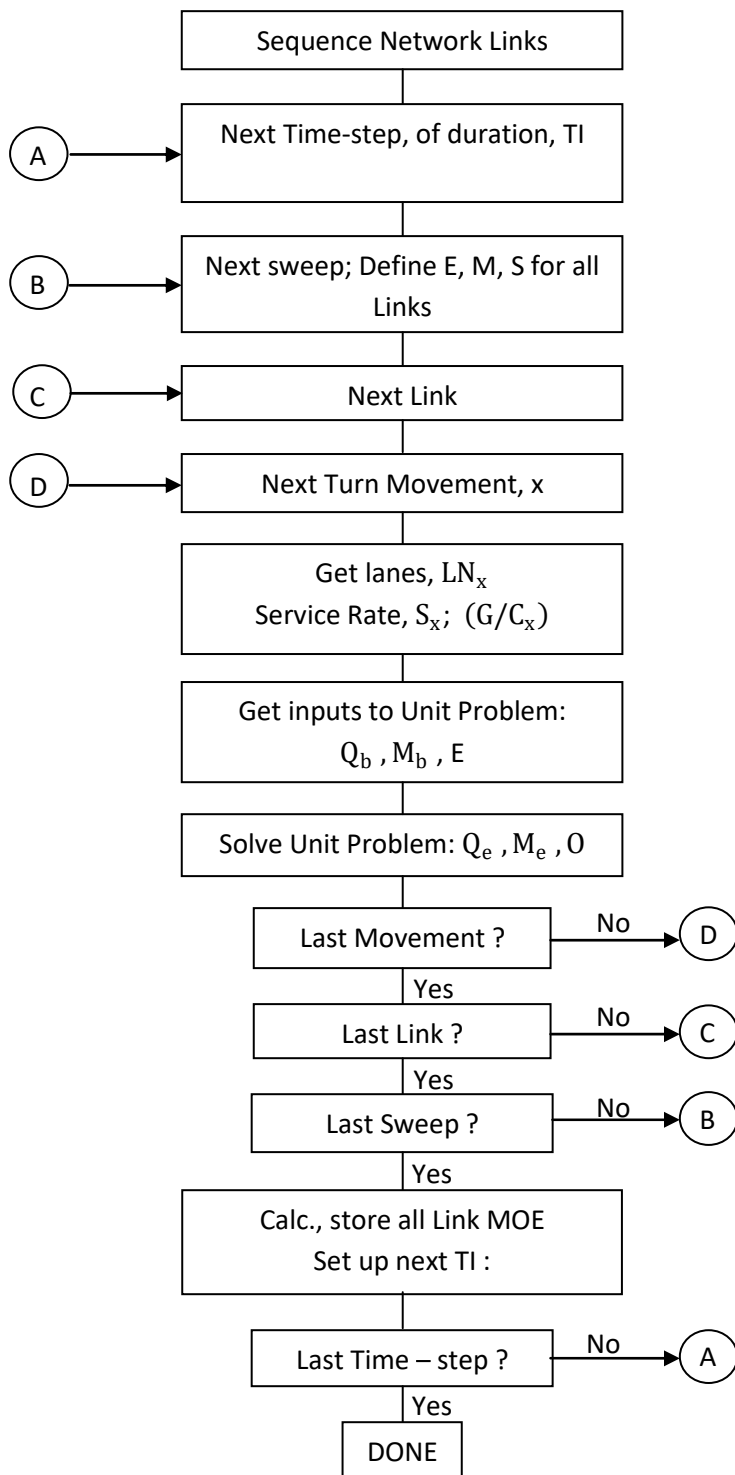 Sequence Network Links
A
Next Time-step, of duration, TI
B
Next sweep; Define E, M, S for all
Links
C
Next Link
D
Next Turn Movement, x
Get lanes, LNₓ
Service Rate, Sₓ; (G/Cₓ)
Get inputs to Unit Problem:
Q_b , M_b , E
Solve Unit Problem: Qₑ , Mₑ , O
Last Movement ?
No
D
Yes
Last Link ?
No
C
Yes
Last Sweep ?
No
B
Yes
Calc., store all Link MOE
Set up next TI :
Last Time – step ?
No
A
Yes
DONE